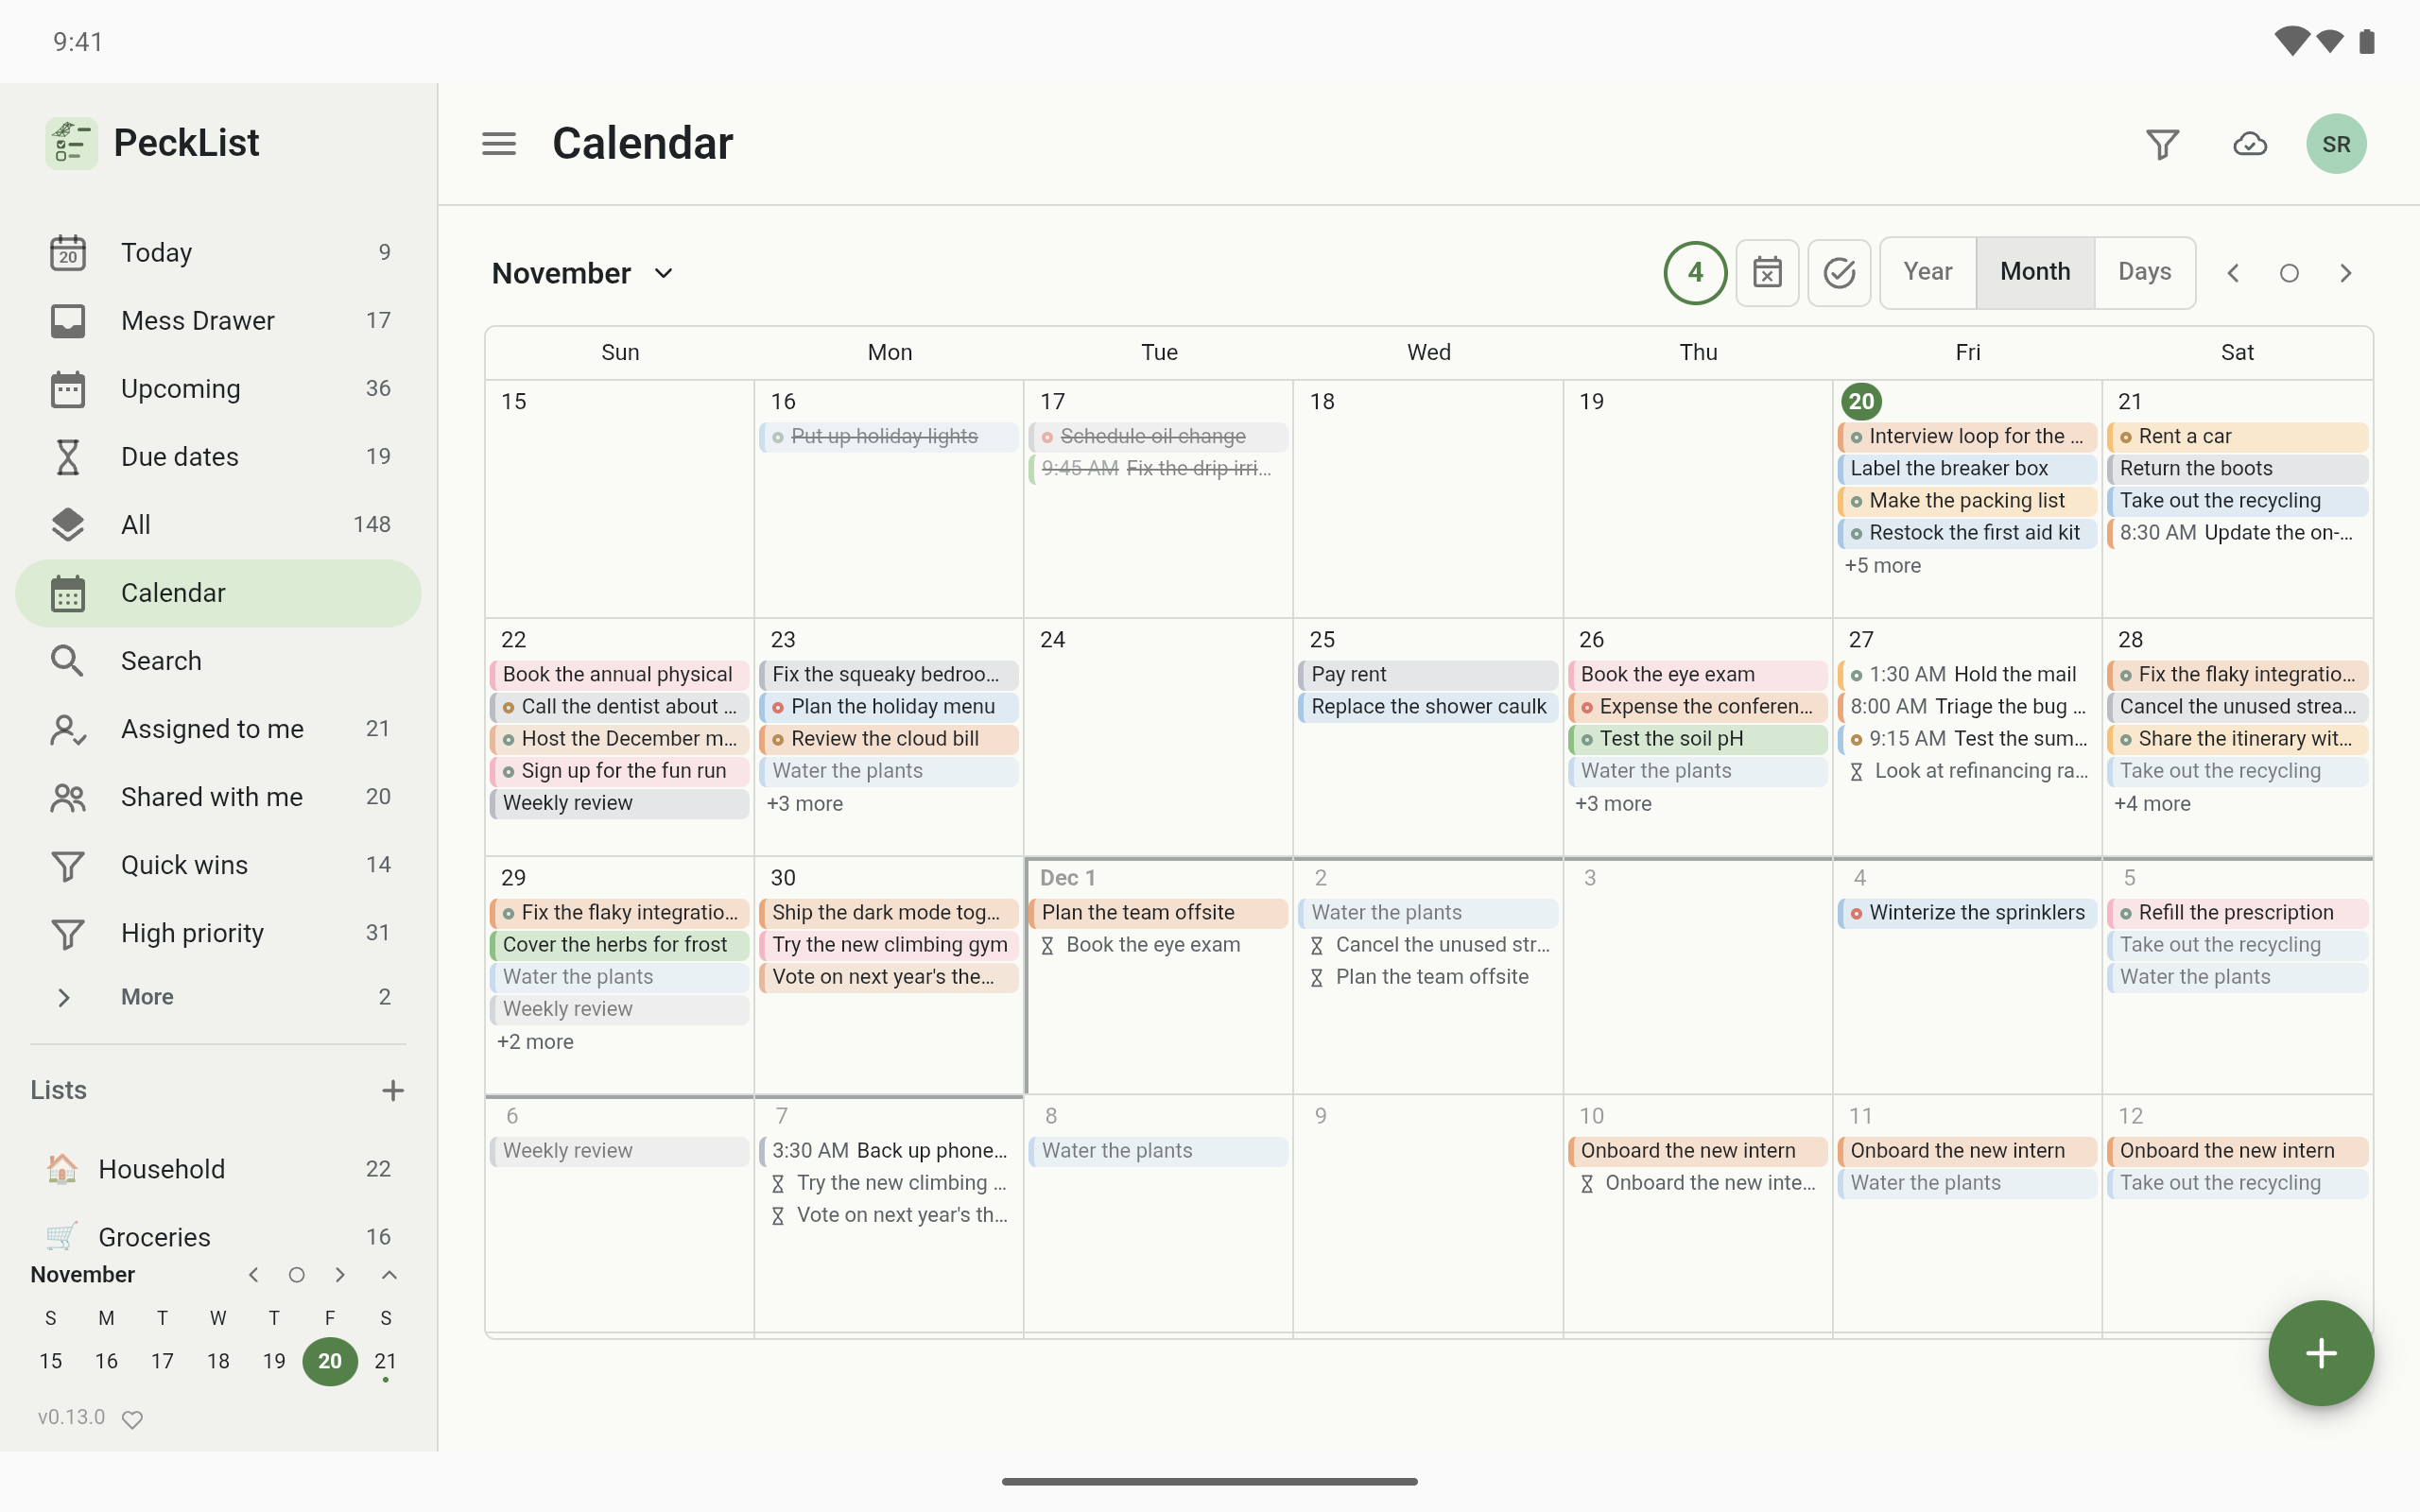 9:41
PeckList
Calendar
SR
20 Today 9
Mess Drawer 17
Upcoming 36
Due dates 19
All 148
Calendar
Search
Assigned to me 21
Shared with me 20
Quick wins 14
High priority 31
More 2
Lists
Household 22
Groceries 16
November
S M T W T F S
15 16 17 18 19 20 21
v0.13.0
November
4
Year Month Days
Sun Mon Tue Wed Thu Fri Sat
15
16
Put up holiday lights
17
Schedule oil change
9:45 AM Fix the drip irri...
18
19
20
Interview loop for the ...
Label the breaker box
Make the packing list
Restock the first aid kit
+5 more
21
Rent a car
Return the boots
Take out the recycling
8:30 AM Update the on-...
22
Book the annual physical
Call the dentist about ...
Host the December m...
Sign up for the fun run
Weekly review
23
Fix the squeaky bedroo...
Plan the holiday menu
Review the cloud bill
Water the plants
+3 more
24
25
Pay rent
Replace the shower caulk
26
Book the eye exam
Expense the conferen...
Test the soil pH
Water the plants
+3 more
27
1:30 AM Hold the mail
8:00 AM Triage the bug ...
9:15 AM Test the sum...
Look at refinancing ra...
28
Fix the flaky integratio...
Cancel the unused strea...
Share the itinerary wit...
Take out the recycling
+4 more
29
Fix the flaky integratio...
Cover the herbs for frost
Water the plants
Weekly review
+2 more
30
Ship the dark mode tog...
Try the new climbing gym
Vote on next year's the...
Dec 1
Plan the team offsite
Book the eye exam
2
Water the plants
Cancel the unused str...
Plan the team offsite
3
4
Winterize the sprinklers
5
Refill the prescription
Take out the recycling
Water the plants
6
Weekly review
7
3:30 AM Back up phone...
Try the new climbing ...
Vote on next year's th...
8
Water the plants
9
10
Onboard the new intern
Onboard the new inte...
11
Onboard the new intern
Water the plants
12
Onboard the new intern
Take out the recycling